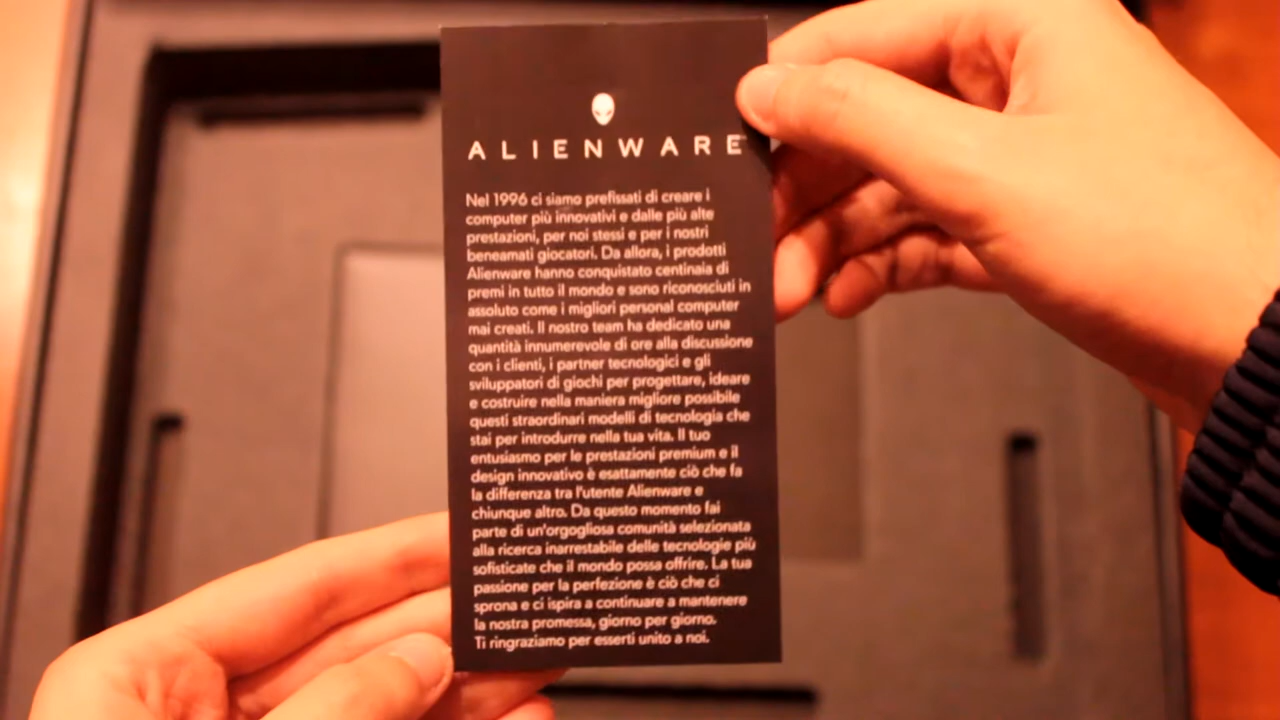 ALIENWARE
Nel 1996 ci siamo prefissati di creare i
computer più innovativi e dalle più alte
prestazioni, per noi stessi e per i nostri
beneamati giocatori. Da allora, i prodotti
Alienware hanno conquistato centinaia di
premi in tutto il mondo e sono riconosciuti in
assoluto come i migliori personal computer
mai creati. Il nostro team ha dedicato una
quantità innumerevole di ore alla discussione
con i clienti, i partner tecnologici e gli
sviluppatori di giochi per progettare, ideare
e costruire nella maniera migliore possibile
questi straordinari modelli di tecnologia che
stai per introdurre nella tua vita. Il tuo
entusiasmo per le prestazioni premium e il
design innovativo è esattamente ciò che fa
la differenza tra l'utente Alienware e
chiunque altro. Da questo momento fai
parte di un'orgogliosa comunità selezionata
alla ricerca inarrestabile delle tecnologie più
sofisticate che il mondo possa offrire. La tua
passione per la perfezione è ciò che ci
sprona e ci ispira a continuare a mantenere
la nostra promessa, giorno per giorno.
Ti ringraziamo per esserti unito a noi.